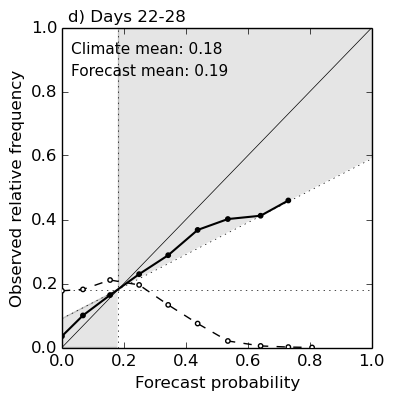 d) Days 22-28
Climate mean: 0.18
Forecast mean: 0.19
1.0
0.8
0.6
0.4
0.2
0.0
Observed relative frequency
0.0 0.2 0.4 0.6 0.8 1.0
Forecast probability